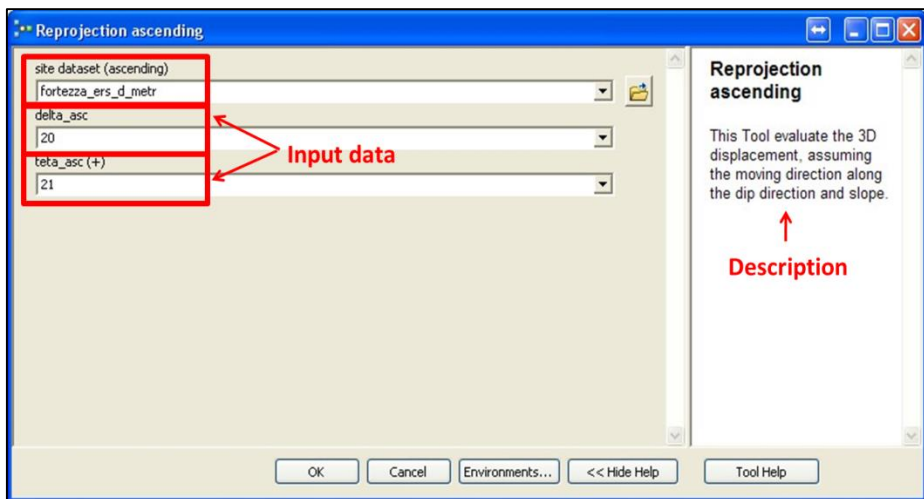 Reprojection ascending
site dataset (ascending)
fortezza_ers_d_metr
delta_asc
20
teta_asc (+)
21
Input data
Reprojection
ascending
This Tool evaluate the 3D
displacement, assuming
the moving direction along
the dip direction and slope.
Description
OK
Cancel
Environments...
<< Hide Help
Tool Help